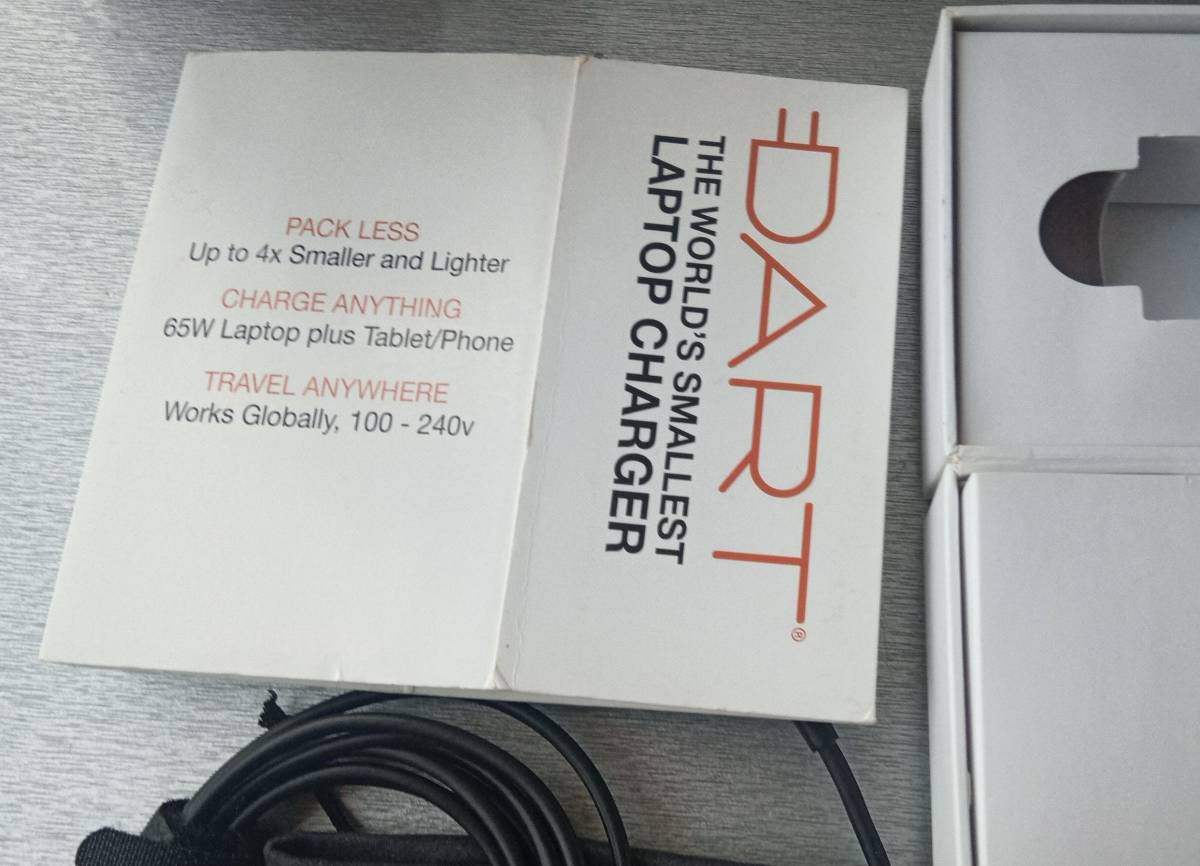 PACK LESS
Up to 4x Smaller and Lighter
CHARGE ANYTHING
65W Laptop plus Tablet/Phone
TRAVEL ANYWHERE
Works Globally, 100 - 240v
DART®
THE WORLD'S SMALLEST
LAPTOP CHARGER